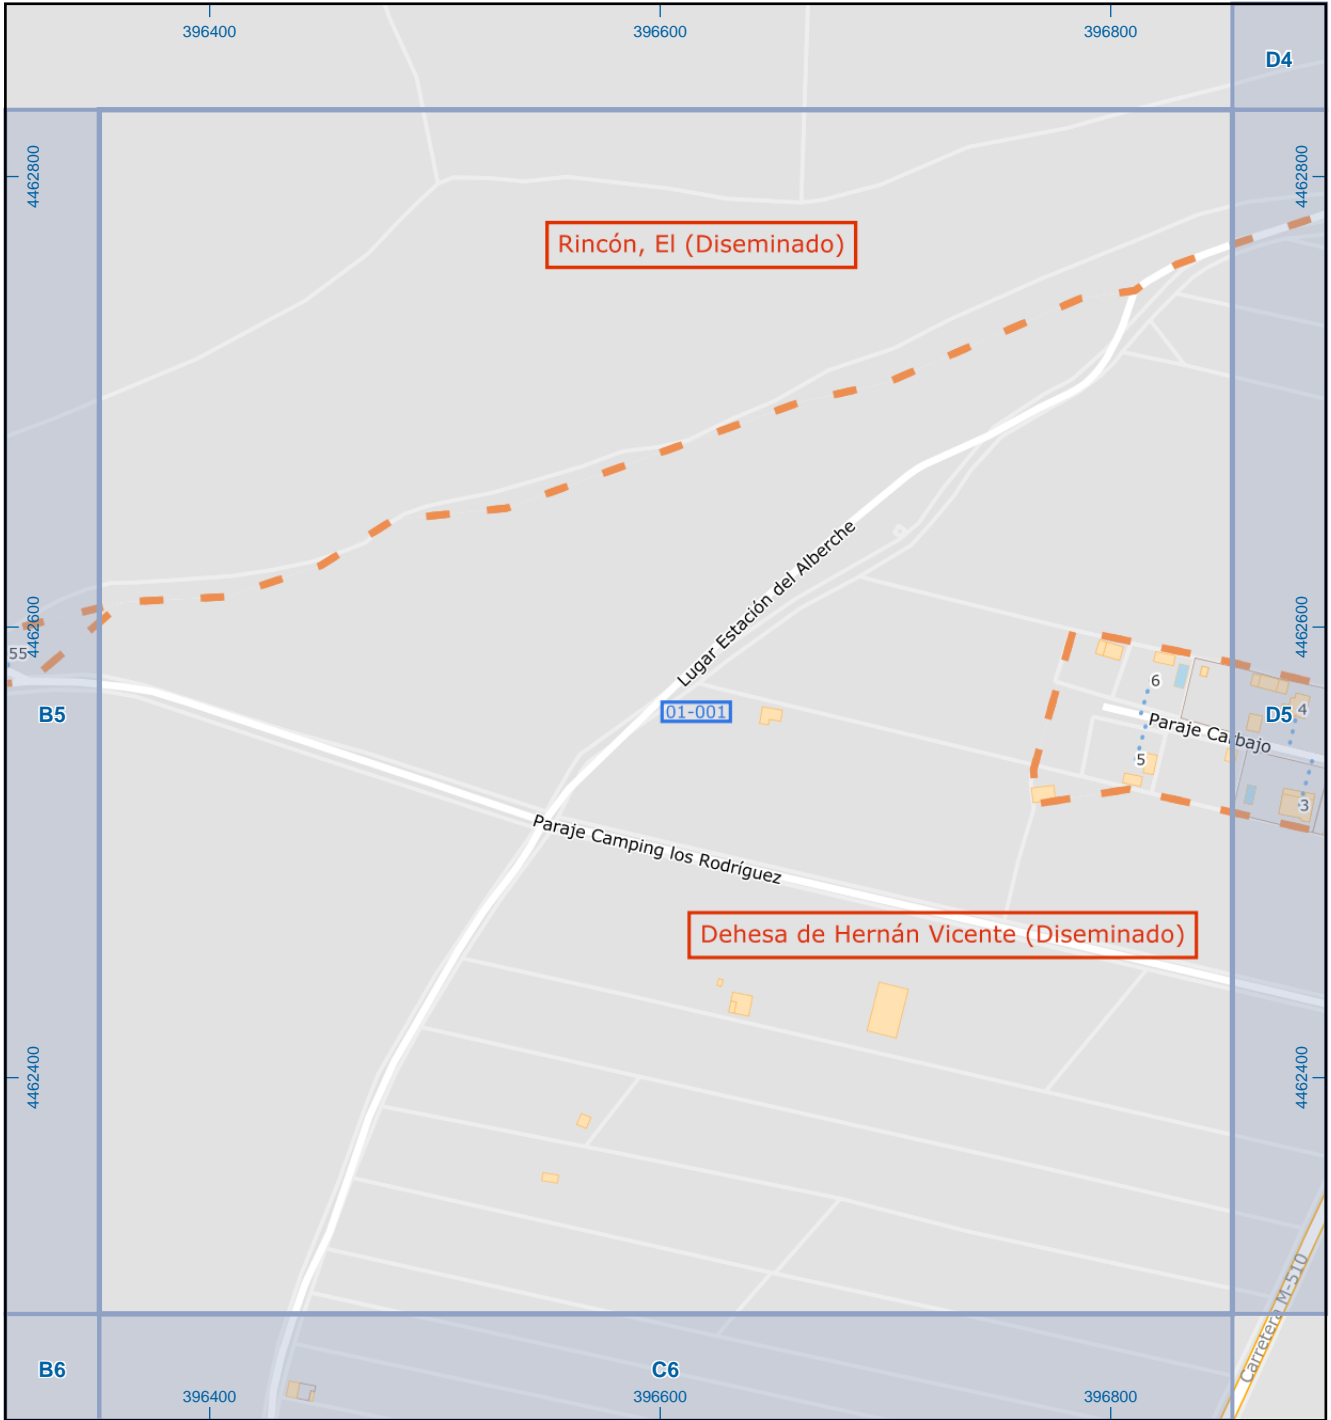 396400
396600
396800
D4
4462800
4462800
Rincón, El (Diseminado)
Lugar Estación del Alberche
4462600
4462600
55
B5
01-001
6
4
D5
Paraje Carbajo
5
3
Paraje Camping los Rodríguez
Dehesa de Hernán Vicente (Diseminado)
4462400
4462400
Carretera M-510
B6
C6
396400
396600
396800